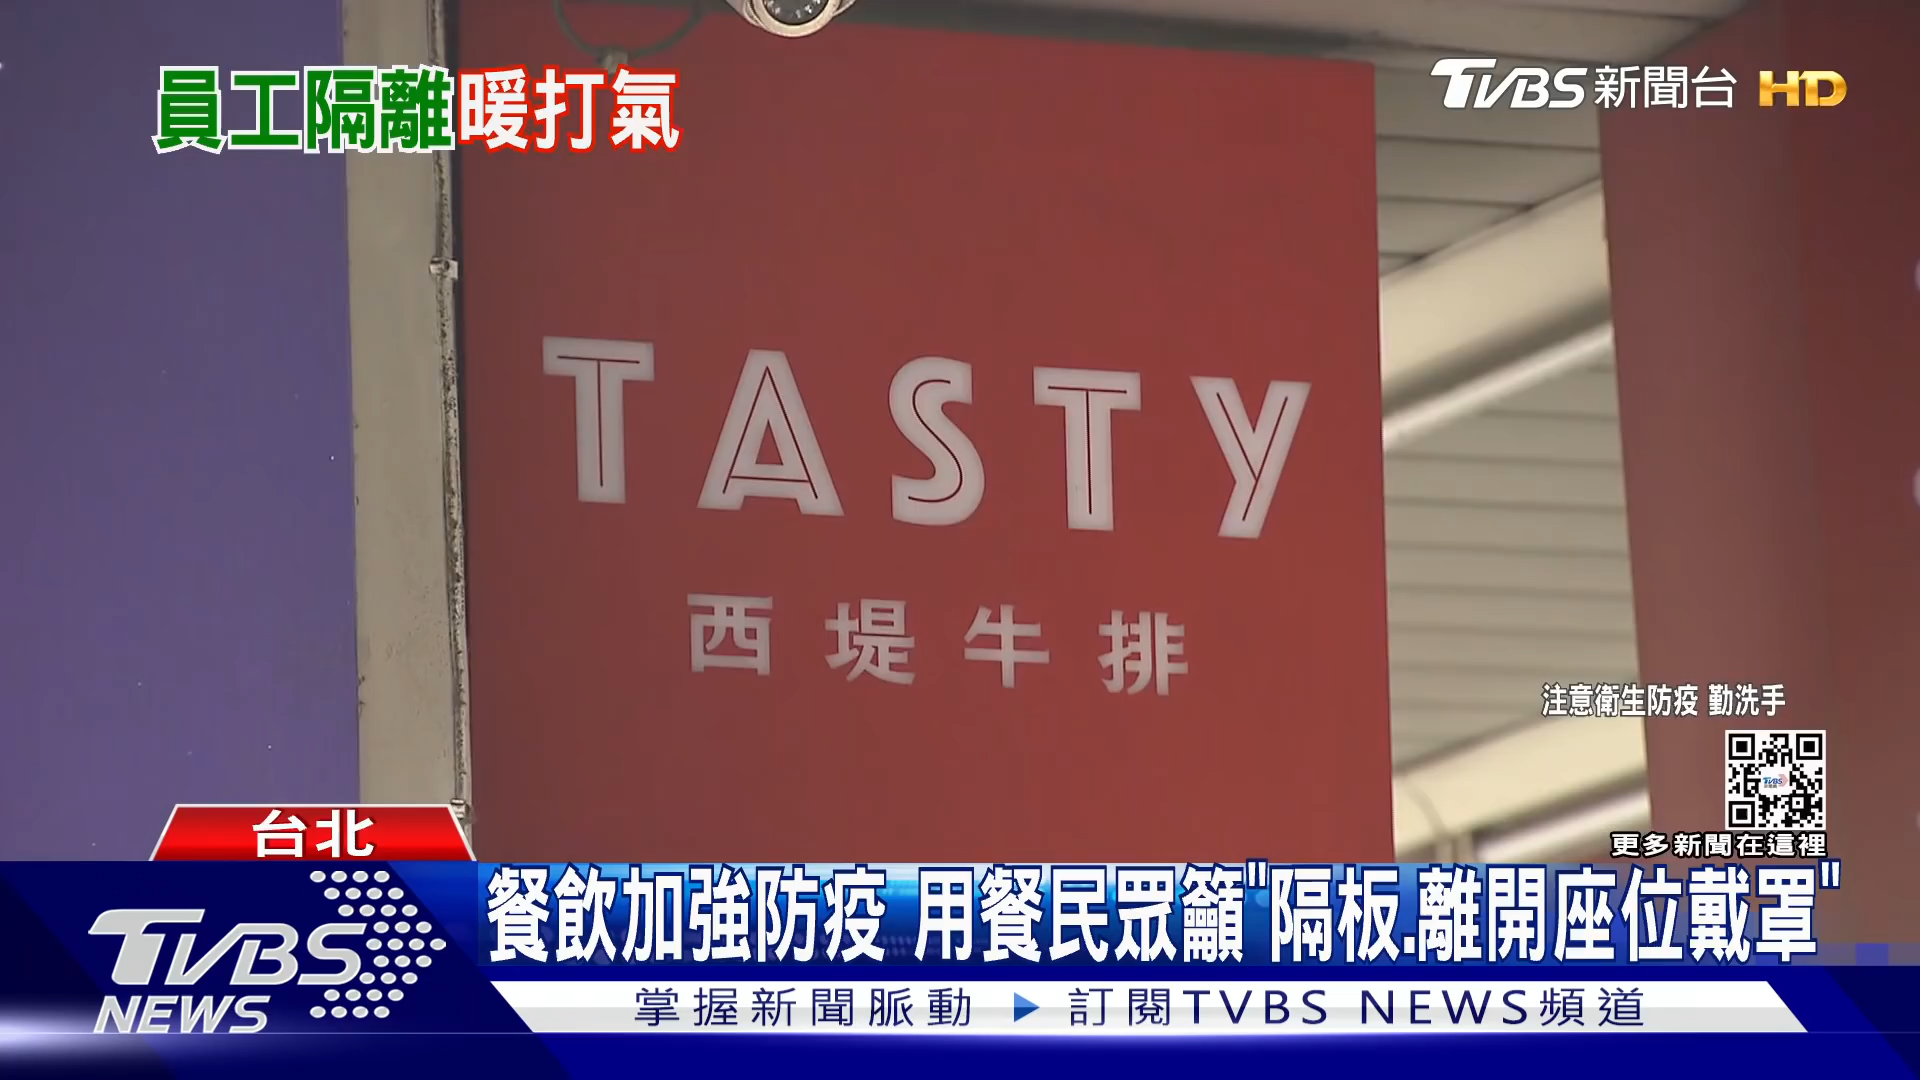 員工隔離暖打氣
TVBS新聞台 HD
TASTY
西堤牛排
注意衛生防疫 勤洗手
TVBS
更多新聞在這裡
台北
餐飲加強防疫 用餐民眾籲"隔板.離開座位戴罩"
TVBS
NEWS
掌握新聞脈動 ▶ 訂閱TVBS NEWS頻道